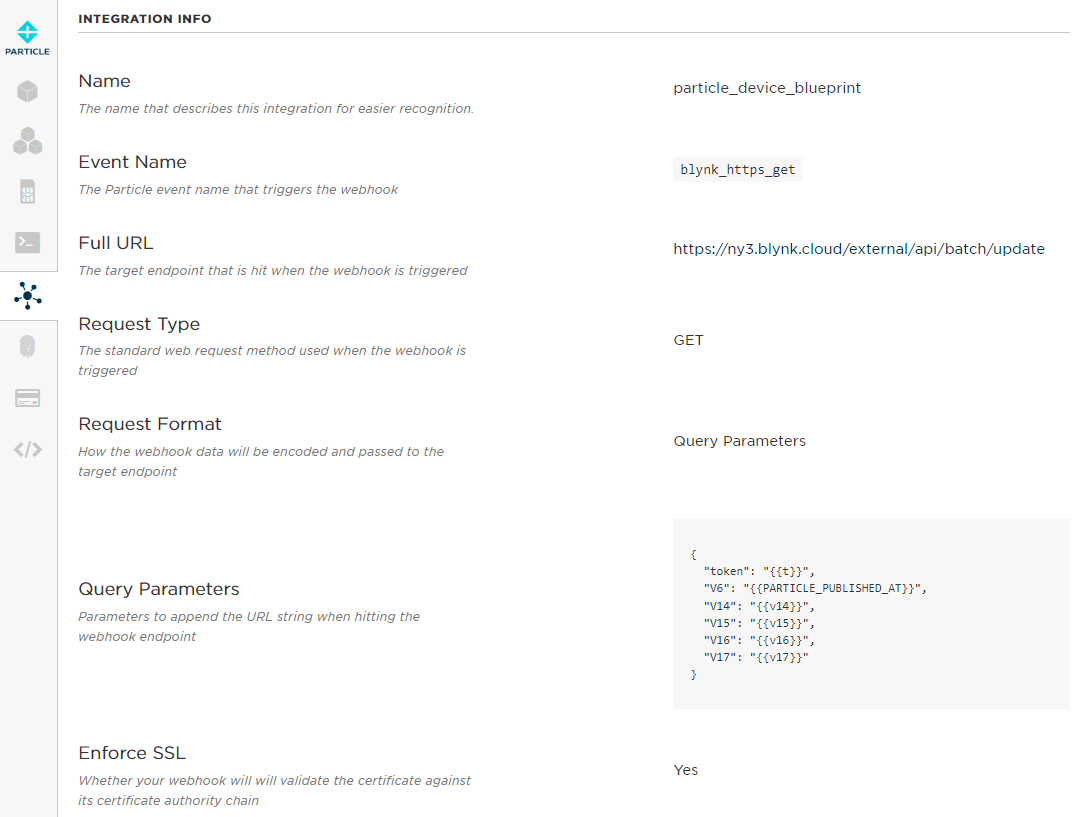 PARTICLE
INTEGRATION INFO
Name
The name that describes this integration for easier recognition.
particle_device_blueprint
Event Name
The Particle event name that triggers the webhook
blynk_https_get
Full URL
The target endpoint that is hit when the webhook is triggered
https://ny3.blynk.cloud/external/api/batch/update
Request Type
The standard web request method used when the webhook is
triggered
GET
Request Format
How the webhook data will be encoded and passed to the
target endpoint
Query Parameters
Query Parameters
Parameters to append the URL string when hitting the
webhook endpoint
{
"token": "{{t}}",
"V6": "{{PARTICLE_PUBLISHED_AT}}",
"V14": "{{v14}}",
"V15": "{{v15}}",
"V16": "{{v16}}",
"V17": "{{v17}}"
}
Enforce SSL
Whether your webhook will will validate the certificate against
its certificate authority chain
Yes